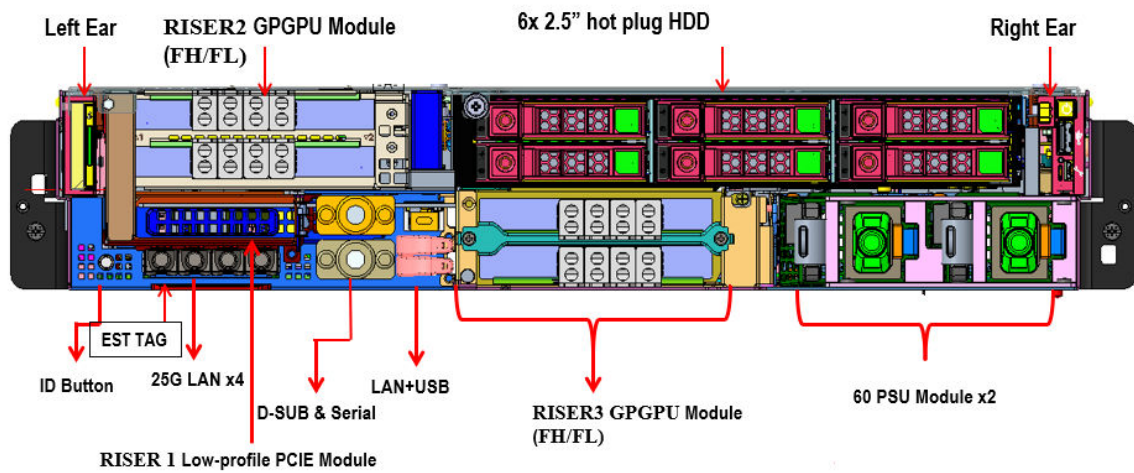 Left Ear
RISER2 GPGPU Module
(FH/FL)
6x 2.5” hot plug HDD
Right Ear
EST TAG
ID Button
25G LAN x4
D-SUB & Serial
LAN+USB
RISER3 GPGPU Module
(FH/FL)
60 PSU Module x2
RISER 1 Low-profile PCIE Module